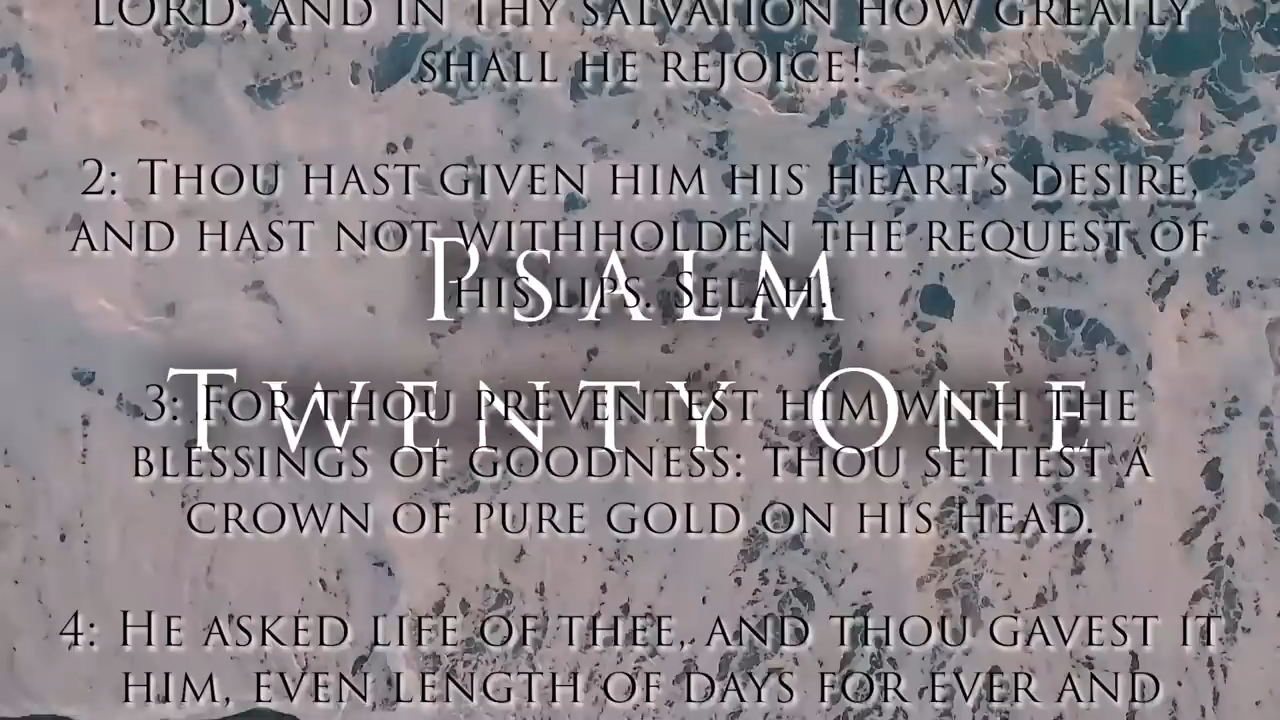 LORD; AND IN THY SALVATION HOW GREATLY
SHALL HE REJOICE!
2: THOU HAST GIVEN HIM HIS HEART'S DESIRE,
AND HAST NOT WITHHOLDEN THE REQUEST OF
HIS LIPS. SELAH.
PSALM
TWENTY ONE
3: FOR THOU PREVENTEST HIM WITH THE
BLESSINGS OF GOODNESS: THOU SETTEST A
CROWN OF PURE GOLD ON HIS HEAD.
4: HE ASKED LIFE OF THEE, AND THOU GAVEST IT
HIM, EVEN LENGTH OF DAYS FOR EVER AND